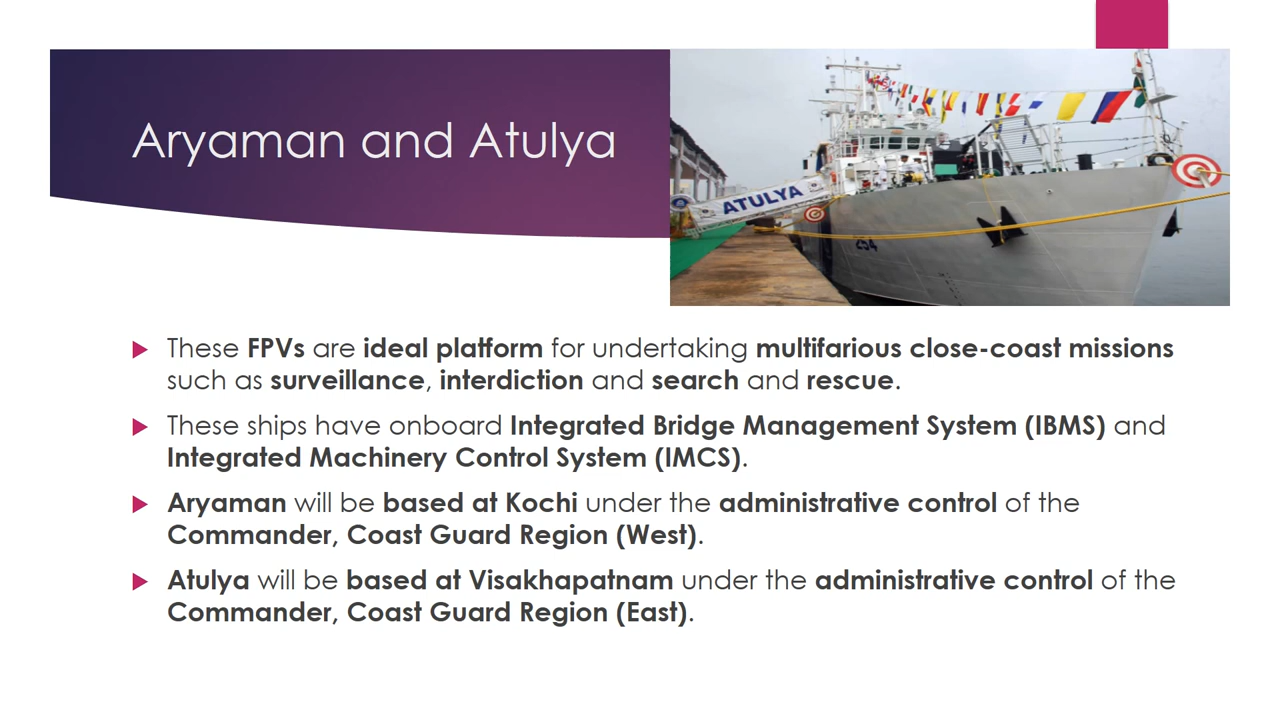 Aryaman and Atulya
ATULYA
254
These FPVs are ideal platform for undertaking multifarious close-coast missions
such as surveillance, interdiction and search and rescue.
These ships have onboard Integrated Bridge Management System (IBMS) and
Integrated Machinery Control System (IMCS).
Aryaman will be based at Kochi under the administrative control of the
Commander, Coast Guard Region (West).
Atulya will be based at Visakhapatnam under the administrative control of the
Commander, Coast Guard Region (East).